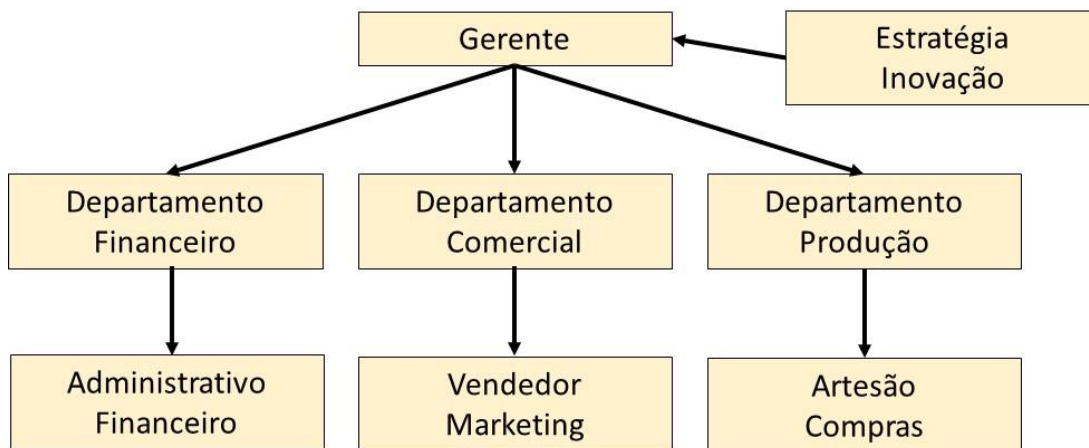 Gerente
Estratégia
Inovação
Departamento
Financeiro
Departamento
Comercial
Departamento
Produção
Administrativo
Financeiro
Vendedor
Marketing
Artesão
Compras